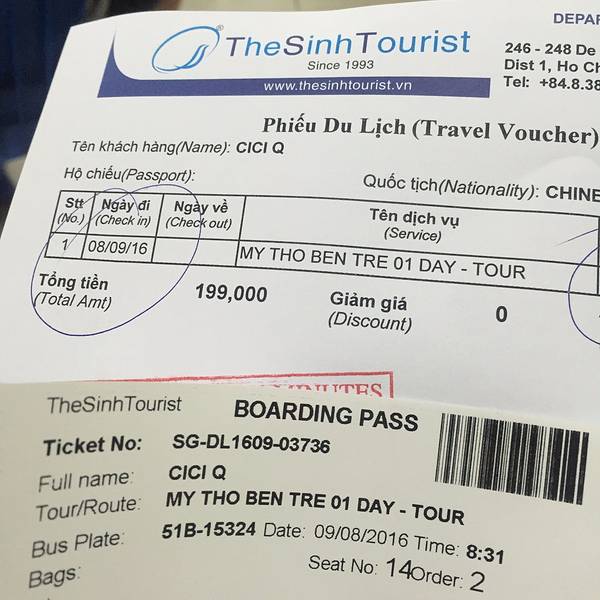 DEPAR
TheSinhTourist
Since 1993
www.thesinhtourist.vn
246 - 248 De
Dist 1, Ho Ch
Tel: +84.8.38
Phiếu Du Lịch (Travel Voucher)
Tên khách hàng(Name): CICI Q
Hộ chiếu(Passport):
Quốc tịch(Nationality): CHINE
Stt (No.) Ngày đi (Check in) Ngày về (Check out) Tên dịch vụ (Service)
1 08/09/16 MY THO BEN TRE 01 DAY - TOUR
Tổng tiền (Total Amt) 199,000 Giảm giá (Discount) 0
MINUTES
TheSinhTourist BOARDING PASS
Ticket No: SG-DL1609-03736
Full name: CICI Q
Tour/Route: MY THO BEN TRE 01 DAY - TOUR
Bus Plate: 51B-15324 Date: 09/08/2016 Time: 8:31
Bags: Seat No: 14 Order: 2